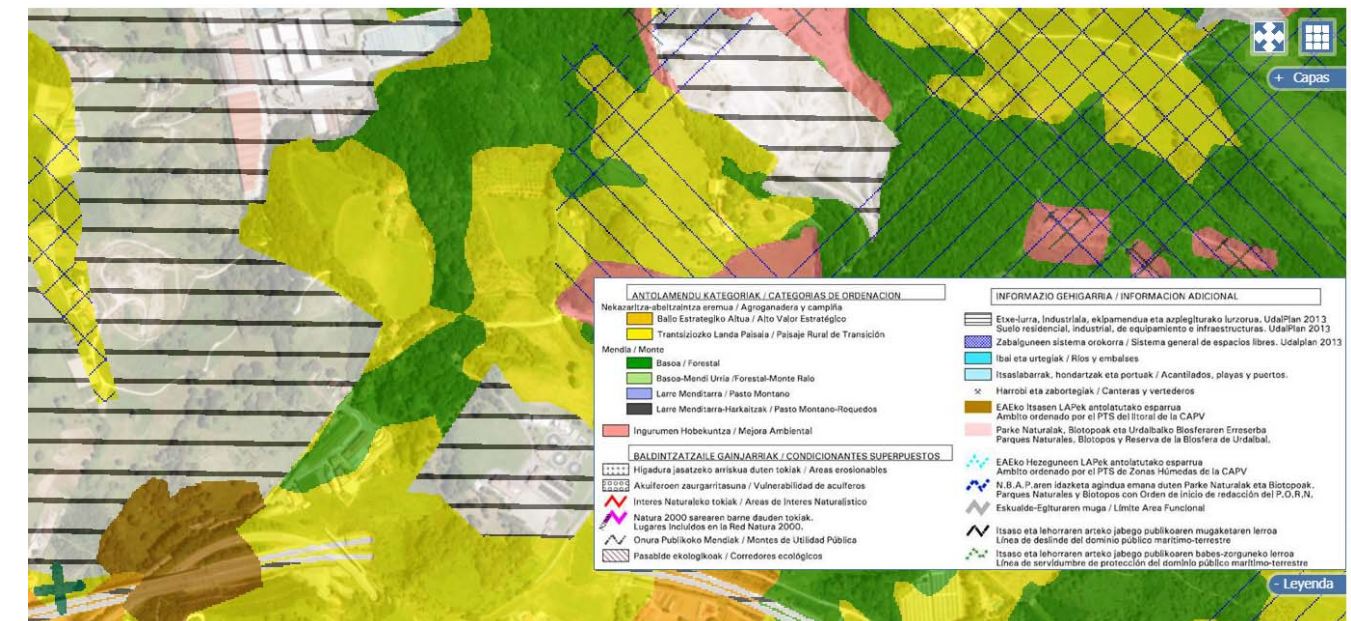 + Capas
ANTOLAMENDU KATEGORIAK / CATEGORIAS DE ORDENACION
Nekazaritza-abeltzaintza eremua / Agroganadera y campiña
Balio Estrategiko Altua / Alto Valor Estratégico
Trantsiziozko Landa Paisaia / Paisaje Rural de Transición
Mendia / Monte
Basoa / Forestal
Basoa-Mendi Urria /Forestal-Monte Ralo
Larre Menditarra / Pasto Montano
Larre Menditarra-Harkaitzak / Pasto Montano-Roquedos
Ingurumen Hobekuntza / Mejora Ambiental
BALDINTZATZAILE GAINJARRIAK / CONDICIONANTES SUPERPUESTOS
Higadura jasatzeko arriskua duten tokiak / Areas erosionables
Akuiferoen zaurgarritasuna / Vulnerabilidad de acuíferos
Interes Naturaleko tokiak / Areas de Interes Naturalístico
Natura 2000 sarearen barne dauden tokiak.
Lugares Incluidos en la Red Natura 2000.
Onura Publikoko Mendiak / Montes de Utilidad Pública
Pasabide ekologikoak / Corredores ecológicos
INFORMAZIO GEHIGARRIA / INFORMACION ADICIONAL
Etxe-lurra, Industriala, ekipamendua eta azpiegiturako lurzorua. UdalPlan 2013
Suelo residencial, industrial, de equipamiento e infraestructuras. UdalPlan 2013
Zabalguneen sistema orokorra / Sistema general de espacios libres. Udalplan 2013
Ibai eta urtegiak / Ríos y embalses
Itsaslabarrak, hondartzak eta portuak / Acantilados, playas y puertos.
Harrobi eta zabortegiak / Canteras y vertederos
EAEko Itsasen LAPek antolatutako esparrua
Ambito ordenado por el PTS del litoral de la CAPV
Parke Naturalak, Biotopoak eta Urdalbaiko Biosferaren Erreserba
Parques Naturales, Biotopos y Reserva de la Biosfera de Urdaibai.
EAEko Hezeguneen LAPek antolatutako esparrua
Ambito ordenado por el PTS de Zonas Húmedas de la CAPV
N.B.A.P.aren idazketa agindua emana duten Parke Naturalak eta Biotopoak.
Parques Naturales y Biotopos con Orden de inicio de redacción del P.O.R.N.
Eskualde-Egituraren muga / Límite Area Funcional
Itsaso eta lehorraren arteko jabego publikoaren mugaketaren lerroa
Línea de deslinde del dominio público marítimo-terrestre
Itsaso eta lehorraren arteko jabego publikoaren babes-zorguneko lerroa
Línea de servidumbre de protección del dominio público marítimo-terrestre
- Leyenda